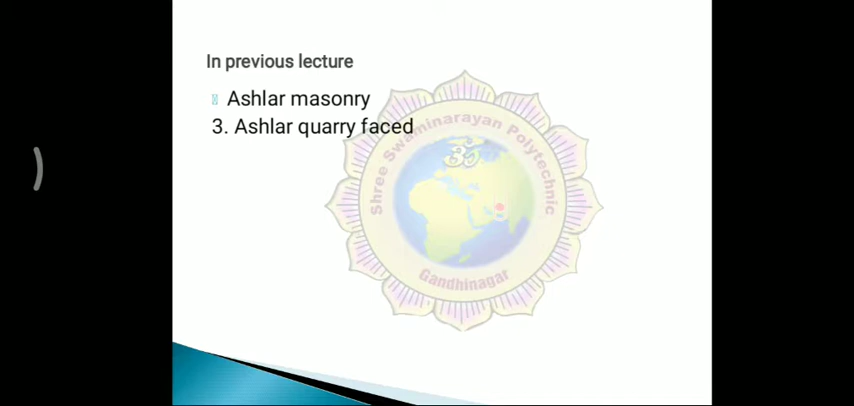 In previous lecture
Ashlar masonry
3. Ashlar quarry faced
Shree Swaminarayan Polytechnic
ॐ
Gandhinagar